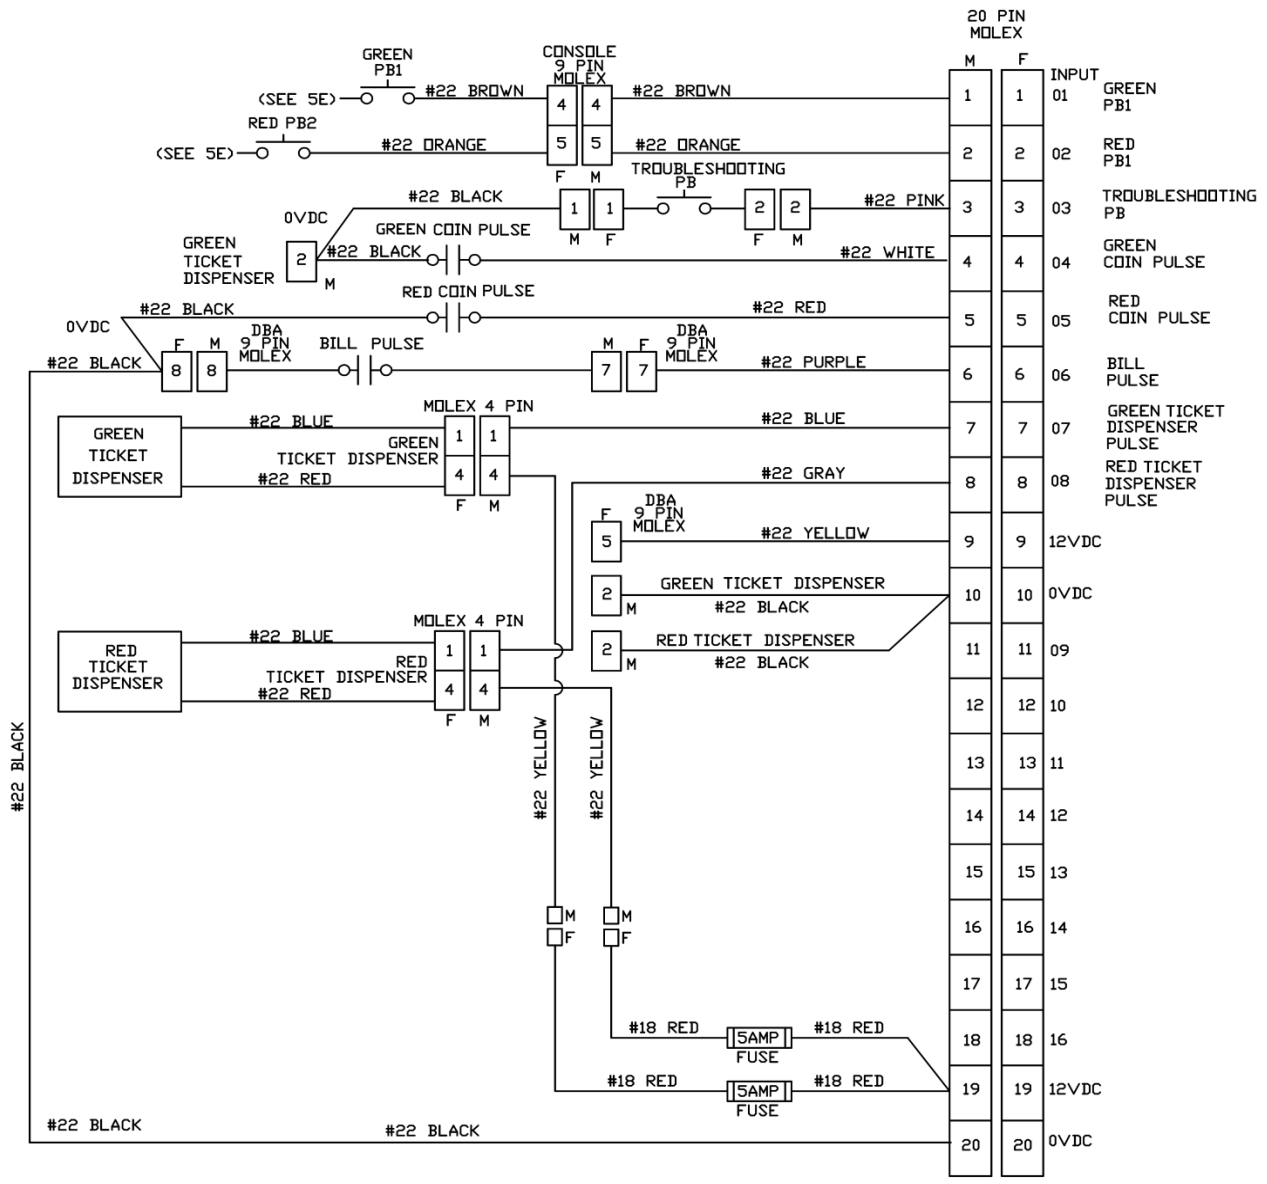 20 PIN
MOLEX
M F
INPUT
GREEN
PB1
(SEE 5E)
#22 BROWN
CONSOLE
9 PIN
MOLEX
4 4
#22 BROWN
1 1 01
GREEN
PB1
RED PB2
(SEE 5E)
#22 ORANGE
5 5
F M
#22 ORANGE
2 2 02
RED
PB1
#22 BLACK
1 1
M F
TROUBLESHOOTING
PB
2 2
F M
#22 PINK
3 3 03
TROUBLESHOOTING
PB
0VDC
GREEN
TICKET
DISPENSER
2
M
#22 BLACK
GREEN COIN PULSE
#22 WHITE
4 4 04
GREEN
COIN PULSE
0VDC
#22 BLACK
RED COIN PULSE
#22 RED
5 5 05
RED
COIN PULSE
#22 BLACK
F M
8 8
DBA
9 PIN
MOLEX
BILL PULSE
M F
7 7
DBA
9 PIN
MOLEX
#22 PURPLE
6 6 06
BILL
PULSE
GREEN
TICKET
DISPENSER
#22 BLUE
#22 RED
MOLEX 4 PIN
GREEN
TICKET DISPENSER
1 1
4 4
F M
#22 BLUE
7 7 07
GREEN TICKET
DISPENSER
PULSE
#22 GRAY
8 8 08
RED TICKET
DISPENSER
PULSE
F
5
DBA
9 PIN
MOLEX
#22 YELLOW
9 9 12VDC
2
M
GREEN TICKET DISPENSER
#22 BLACK
10 10 0VDC
2
M
RED TICKET DISPENSER
#22 BLACK
11 11 09
RED
TICKET
DISPENSER
#22 BLUE
#22 RED
MOLEX 4 PIN
RED
TICKET DISPENSER
1 1
4 4
F M
12 12 10
13 13 11
14 14 12
15 15 13
16 16 14
17 17 15
#22 BLACK
#22 YELLOW
#22 YELLOW
M
F
M
F
#18 RED
5AMP
FUSE
#18 RED
18 18 16
#18 RED
5AMP
FUSE
#18 RED
19 19 12VDC
#22 BLACK
#22 BLACK
20 20 0VDC